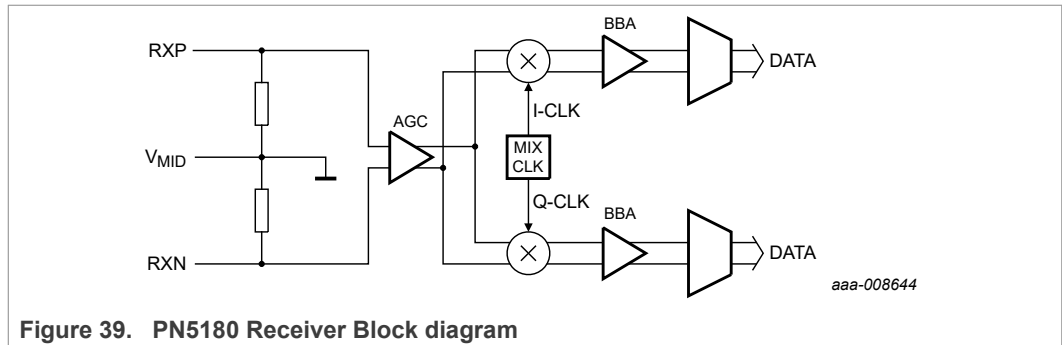 RXP
V_MID
RXN
AGC
BBA
DATA
I-CLK
MIX
CLK
Q-CLK
BBA
DATA
aaa-008644
Figure 39. PN5180 Receiver Block diagram